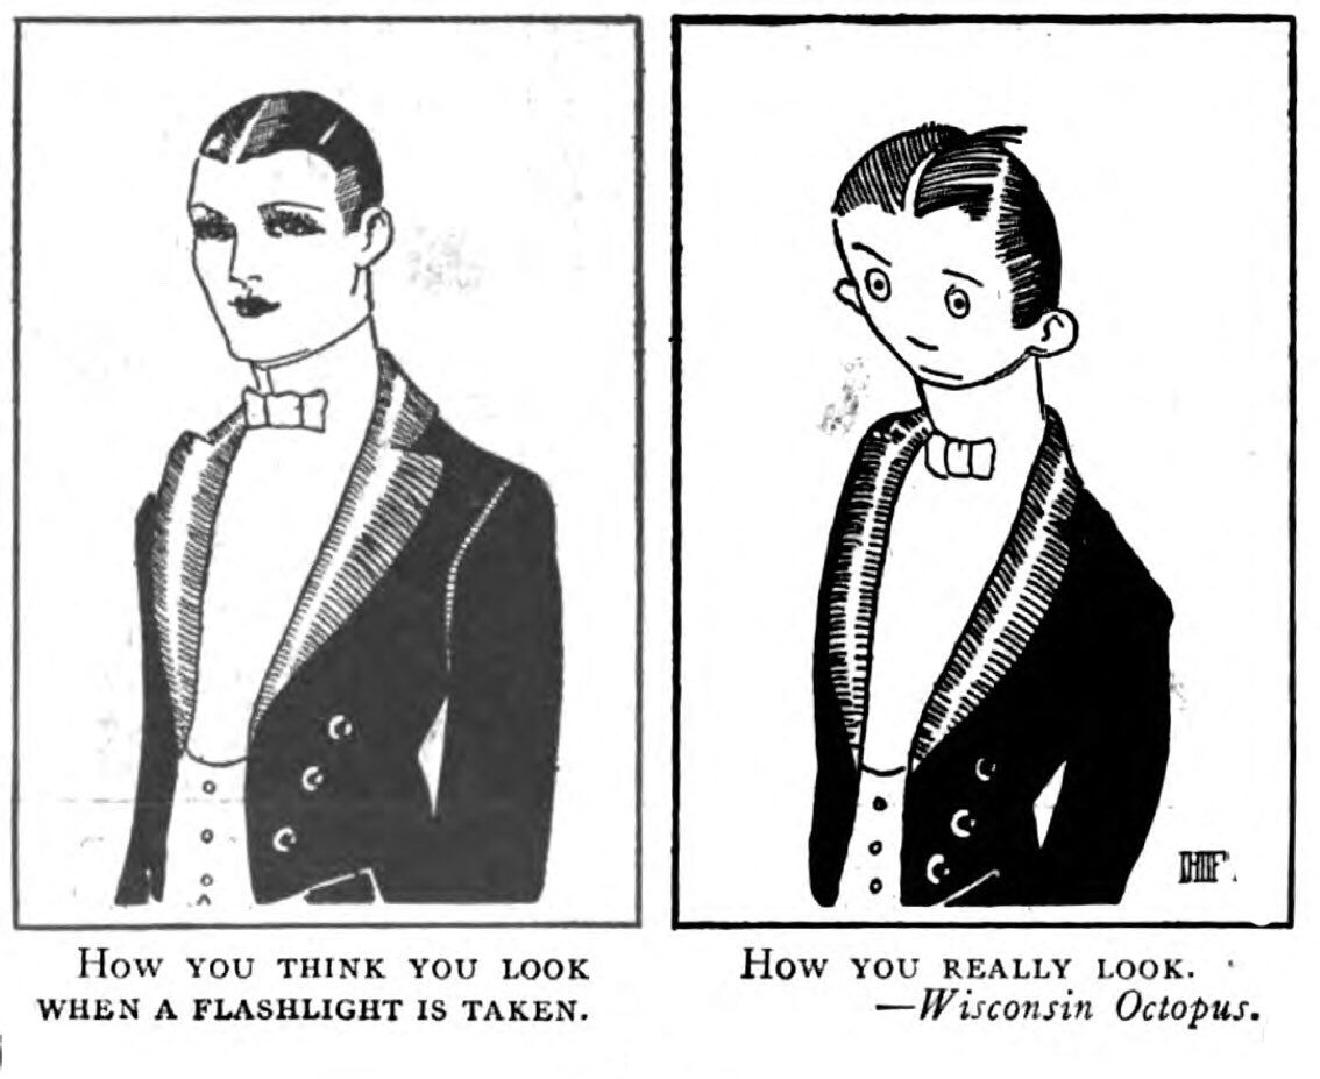 How you think you look
when a flashlight is taken.
How you really look.
—Wisconsin Octopus.